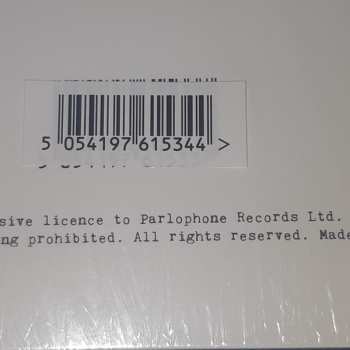 5 054197 615344 >
sive licence to Parlophone Records Ltd.
ng prohibited. All rights reserved. Made